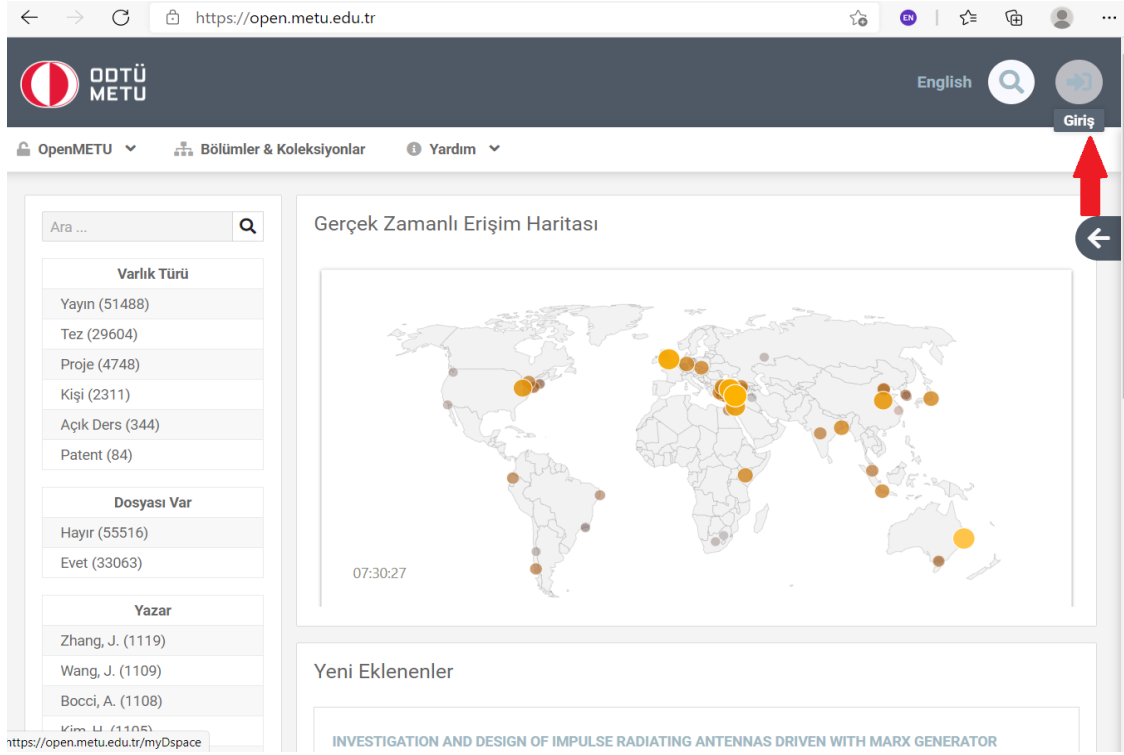 https://open.metu.edu.tr
EN
ODTÜ
METU
English
Giriş
OpenMETU
Bölümler & Koleksiyonlar
Yardım
Ara ...
Varlık Türü
Yayın (51488)
Tez (29604)
Proje (4748)
Kişi (2311)
Açık Ders (344)
Patent (84)
Dosyası Var
Hayır (55516)
Evet (33063)
Yazar
Zhang, J. (1119)
Wang, J. (1109)
Bocci, A. (1108)
Kim, H. (1105)
https://open.metu.edu.tr/myDspace
Gerçek Zamanlı Erişim Haritası
07:30:27
Yeni Eklenenler
INVESTIGATION AND DESIGN OF IMPULSE RADIATING ANTENNAS DRIVEN WITH MARX GENERATOR